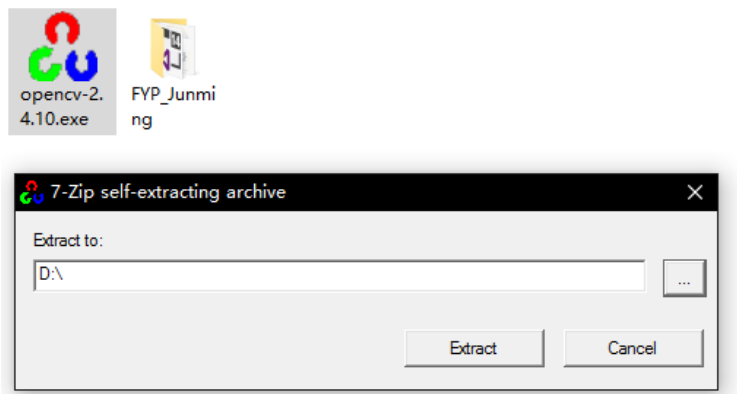 opencv-2.
4.10.exe
FYP_Junmi
ng
7-Zip self-extracting archive
Extract to:
D:\
...
Extract
Cancel